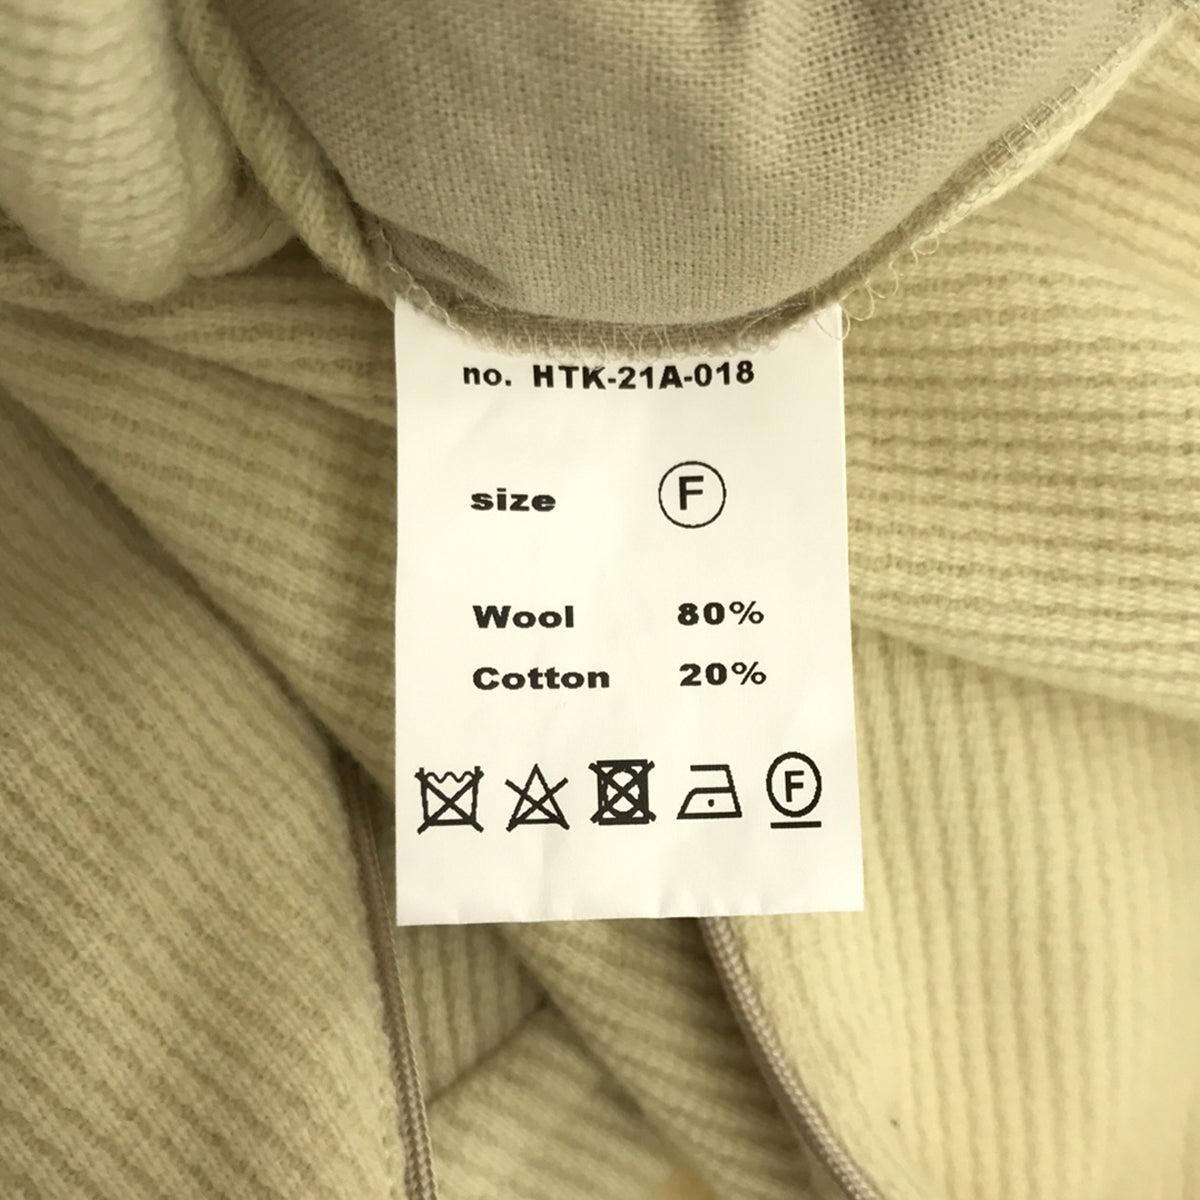 no. HTK-21A-018
size F
Wool 80%
Cotton 20%
F